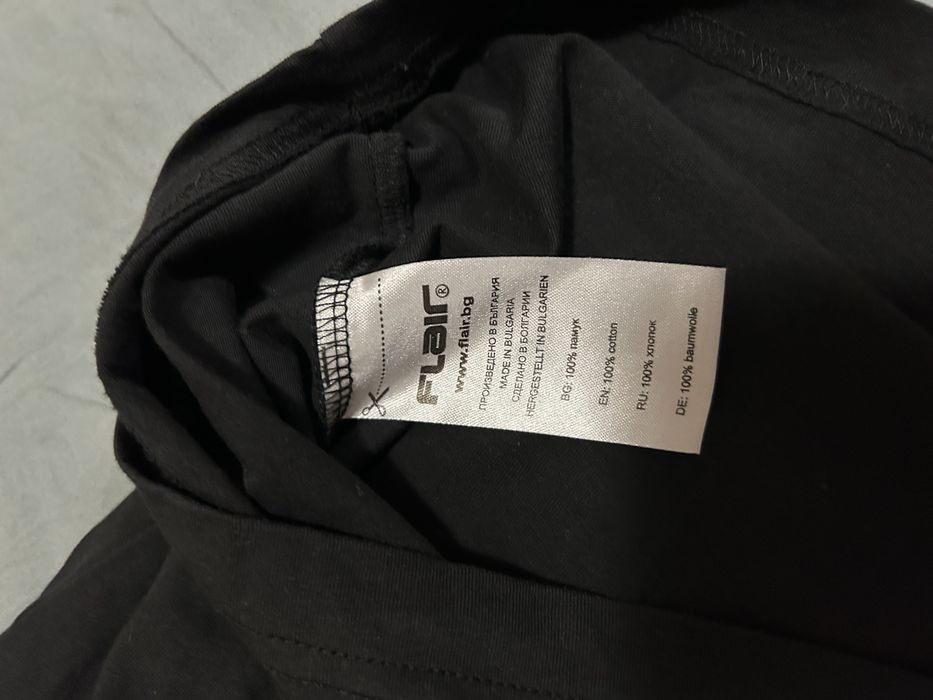 FLair®
www.flair.bg
ПРОИЗВЕДЕНО В БЪЛГАРИЯ
MADE IN BULGARIA
СДЕЛАНО В БОЛГАРИИ
HERGESTELLT IN BULGARIEN
BG: 100% памук
EN: 100% cotton
RU: 100% хлопок
DE: 100% baumwolle